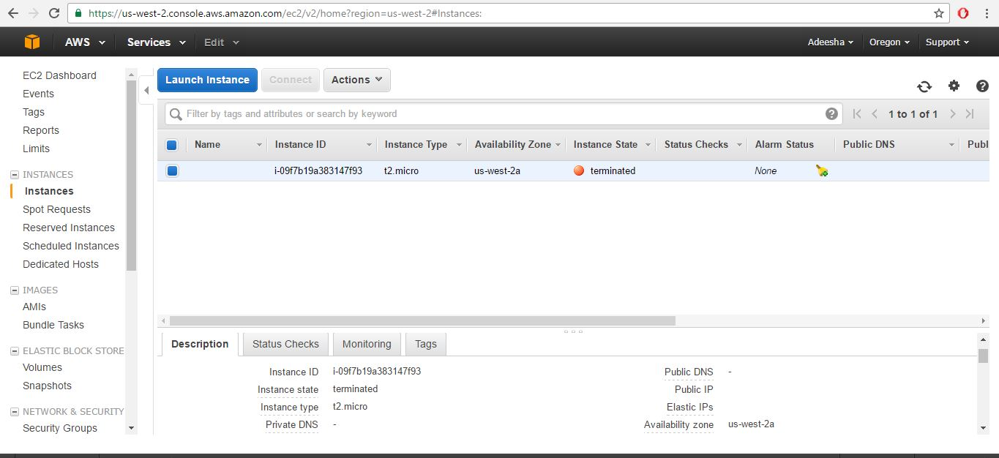 https://us-west-2.console.aws.amazon.com/ec2/v2/home?region=us-west-2#Instances:
AWS Services Edit Adeesha Oregon Support
EC2 Dashboard
Events
Tags
Reports
Limits
INSTANCES
Instances
Spot Requests
Reserved Instances
Scheduled Instances
Dedicated Hosts
IMAGES
AMIs
Bundle Tasks
ELASTIC BLOCK STORE
Volumes
Snapshots
NETWORK & SECURITY
Security Groups
Launch Instance Connect Actions
Filter by tags and attributes or search by keyword 1 to 1 of 1
Name Instance ID Instance Type Availability Zone Instance State Status Checks Alarm Status Public DNS Publ
i-09f7b19a383147f93 t2.micro us-west-2a terminated None
Description Status Checks Monitoring Tags
Instance ID i-09f7b19a383147f93 Public DNS -
Instance state terminated Public IP
Instance type t2.micro Elastic IPs
Private DNS - Availability zone us-west-2a